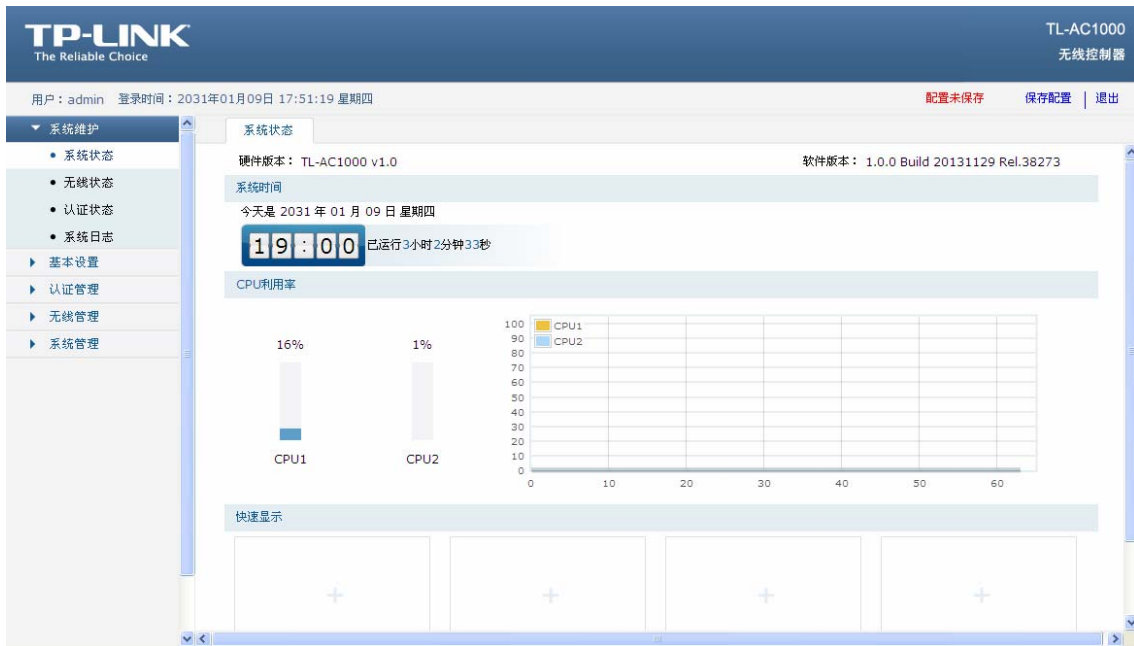 TP-LINK
The Reliable Choice
TL-AC1000
无线控制器
用户：admin 登录时间：2031年01月09日 17:51:19 星期四
配置未保存 保存配置 | 退出
系统维护
系统状态
无线状态
认证状态
系统日志
基本设置
认证管理
无线管理
系统管理
系统状态
硬件版本： TL-AC1000 v1.0
软件版本： 1.0.0 Build 20131129 Rel.38273
系统时间
今天是 2031 年 01 月 09 日 星期四
19:00 已运行3小时2分钟33秒
CPU利用率
16% 1%
CPU1 CPU2
CPU1
CPU2
100
90
80
70
60
50
40
30
20
10
0
0 10 20 30 40 50 60
快速显示